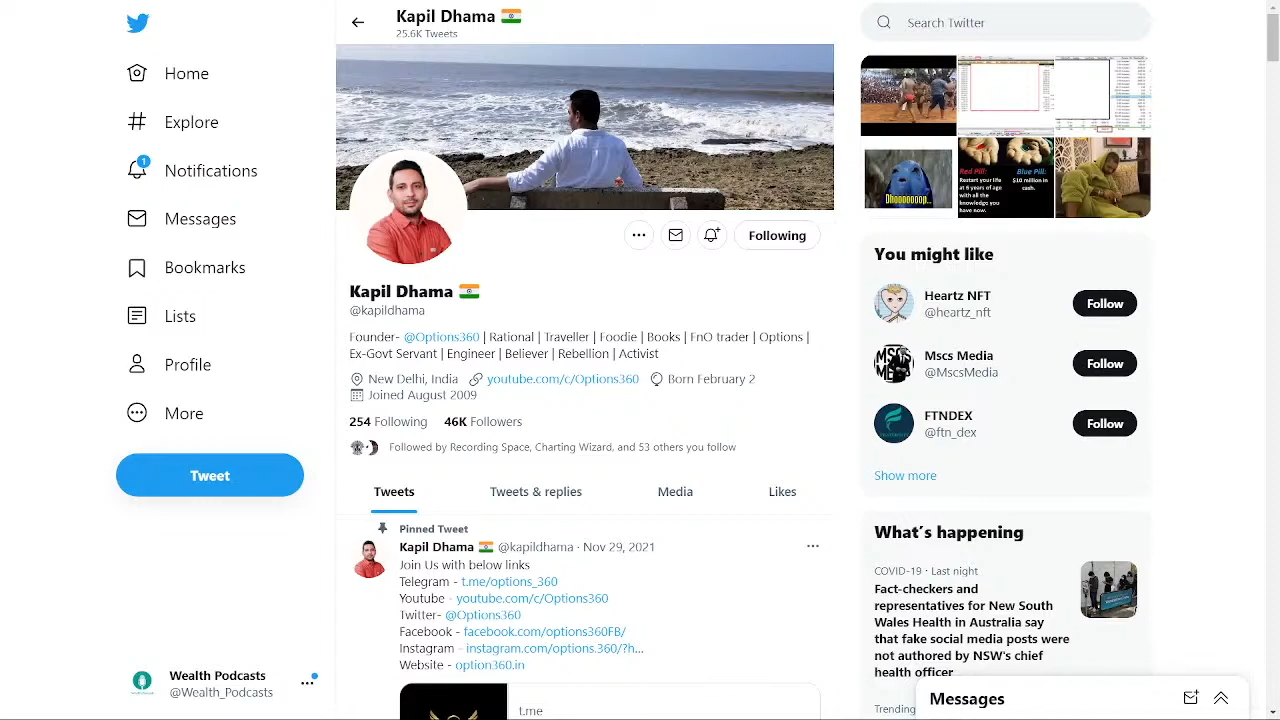 Home
Explore
1
Notifications
Messages
Bookmarks
Lists
Profile
More
Tweet
Wealth Podcasts
@Wealth_Podcasts
Kapil Dhama
25.6K Tweets
Following
Kapil Dhama
@kapildhama
Founder- @Options360 | Rational | Traveller | Foodie | Books | FnO trader | Options |
Ex-Govt Servant | Engineer | Believer | Rebellion | Activist
New Delhi, India youtube.com/c/Options360 Born February 2
Joined August 2009
254 Following 46K Followers
Followed by Recording Space, Charting Wizard, and 53 others you follow
Tweets Tweets & replies Media Likes
Pinned Tweet
Kapil Dhama @kapildhama · Nov 29, 2021
Join Us with below links
Telegram - t.me/options_360
Youtube - youtube.com/c/Options360
Twitter- @Options360
Facebook - facebook.com/options360FB/
Instagram - instagram.com/options.360/?h...
Website - option360.in
t.me
Search Twitter
Dhoooooop...
Red Pill:
Restart your life
at 6 years of age
with all the
knowledge you
have now.
Blue Pill:
$10 million in
cash.
You might like
Heartz NFT
@heartz_nft
Follow
MSCS
Mscs Media
@MscsMedia
Follow
FTNDEX
@ftn_dex
Follow
Show more
What's happening
COVID-19 · Last night
Fact-checkers and
representatives for New South
Wales Health in Australia say
that fake social media posts were
not authored by NSW's chief
health officer
Trending
Messages